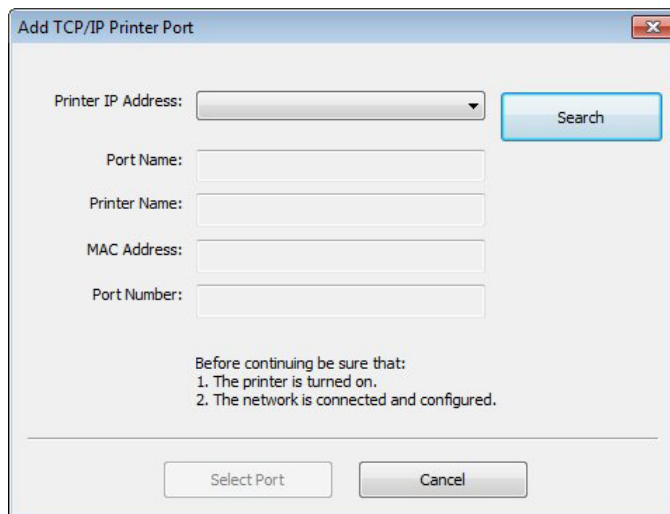 Add TCP/IP Printer Port
Printer IP Address:
Search
Port Name:
Printer Name:
MAC Address:
Port Number:
Before continuing be sure that:
1. The printer is turned on.
2. The network is connected and configured.
Select Port
Cancel